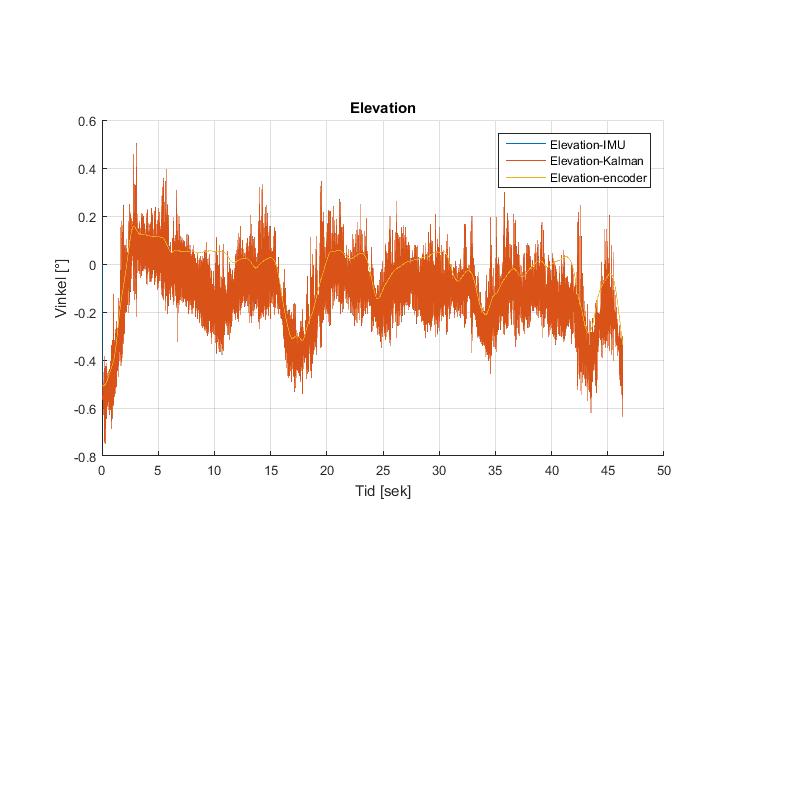 Elevation
0.6
0.4
0.2
0
-0.2
-0.4
-0.6
-0.8
Vinkel [°]
Elevation-IMU
Elevation-Kalman
Elevation-encoder
0 5 10 15 20 25 30 35 40 45 50
Tid [sek]